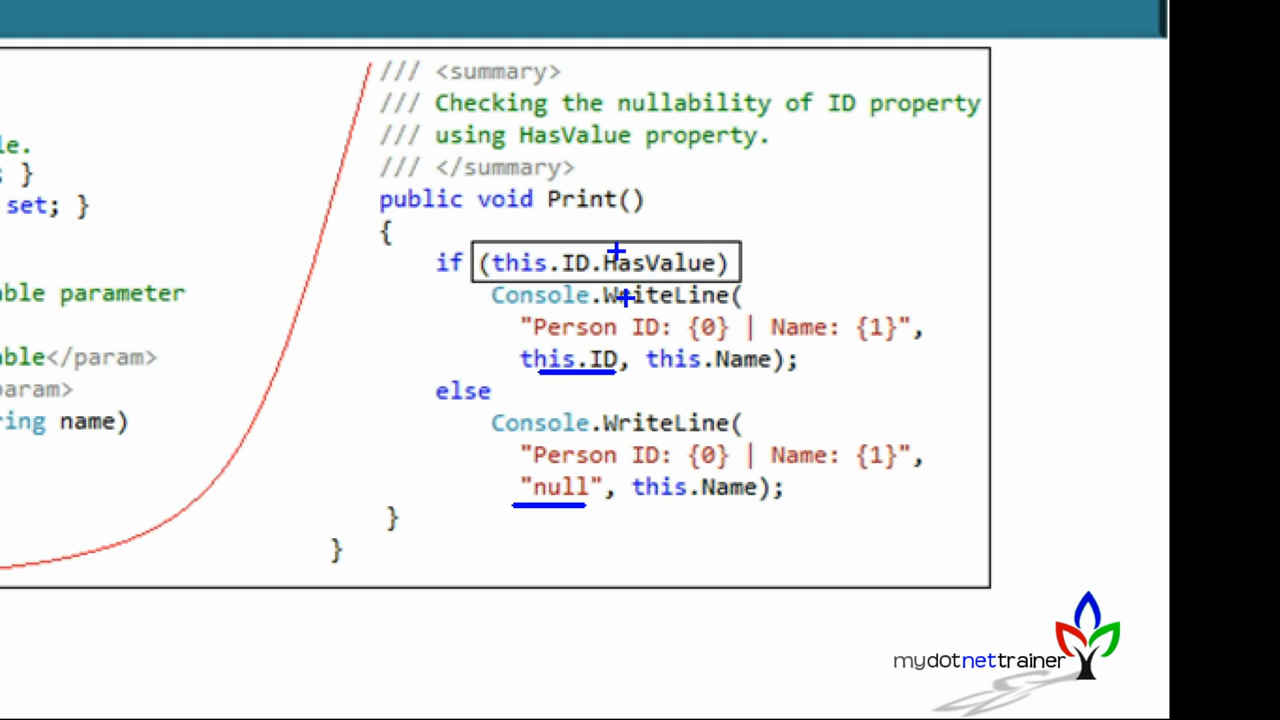 le.
; }
set; }
able parameter
able</param>
param>
ring name)
/// <summary>
/// Checking the nullability of ID property
/// using HasValue property.
/// </summary>
public void Print()
{
if (this.ID.HasValue)
Console.WriteLine(
"Person ID: {0} | Name: {1}",
this.ID, this.Name);
else
Console.WriteLine(
"Person ID: {0} | Name: {1}",
"null", this.Name);
}
}
mydotnettrainer